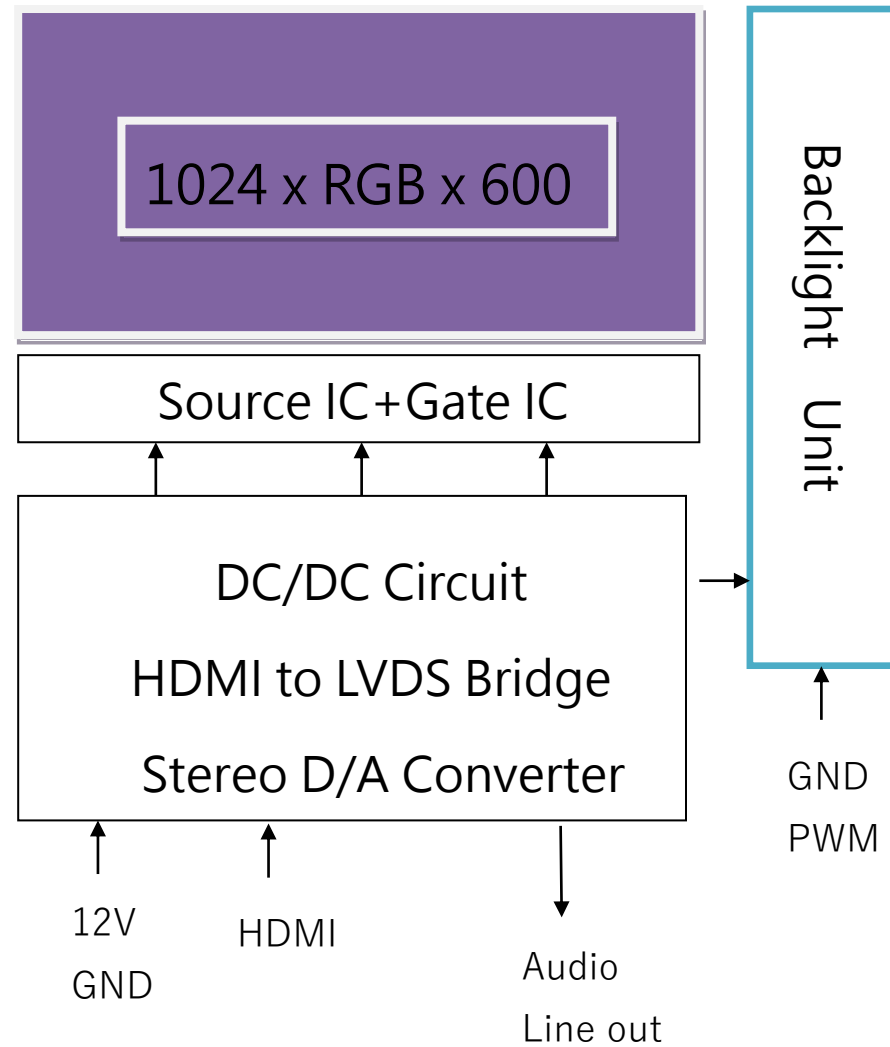 1024 x RGB x 600
Backlight Unit
Source IC+Gate IC
DC/DC Circuit
HDMI to LVDS Bridge
Stereo D/A Converter
GND
PWM
12V
GND
HDMI
Audio
Line out